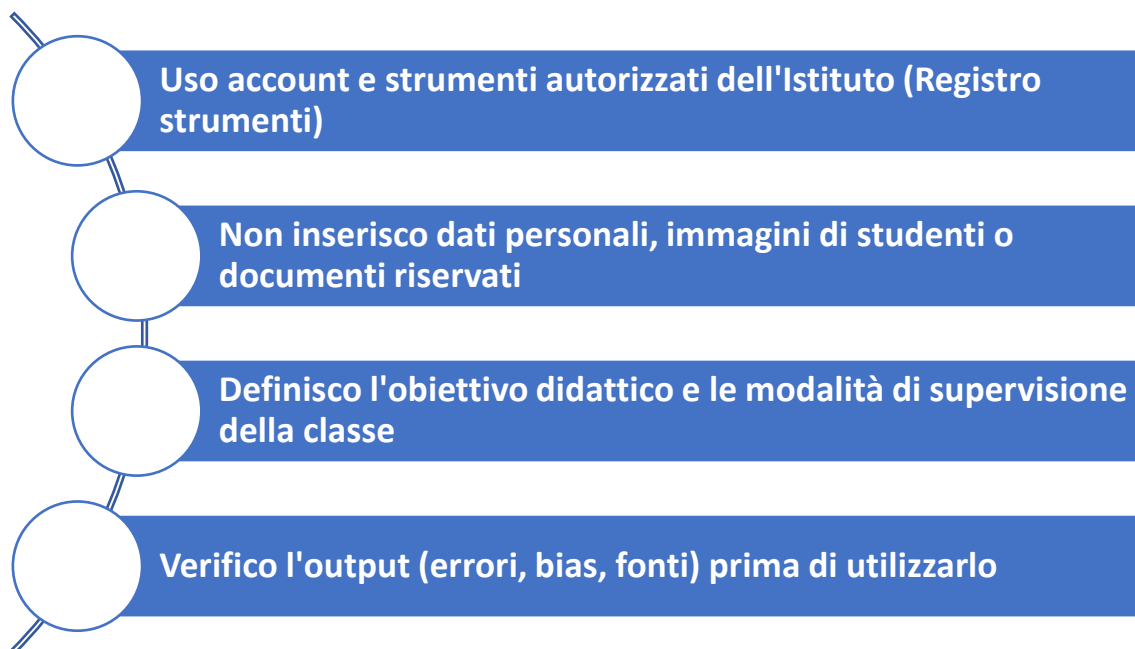 Uso account e strumenti autorizzati dell'Istituto (Registro
strumenti)
Non inserisco dati personali, immagini di studenti o
documenti riservati
Definisco l'obiettivo didattico e le modalità di supervisione
della classe
Verifico l'output (errori, bias, fonti) prima di utilizzarlo